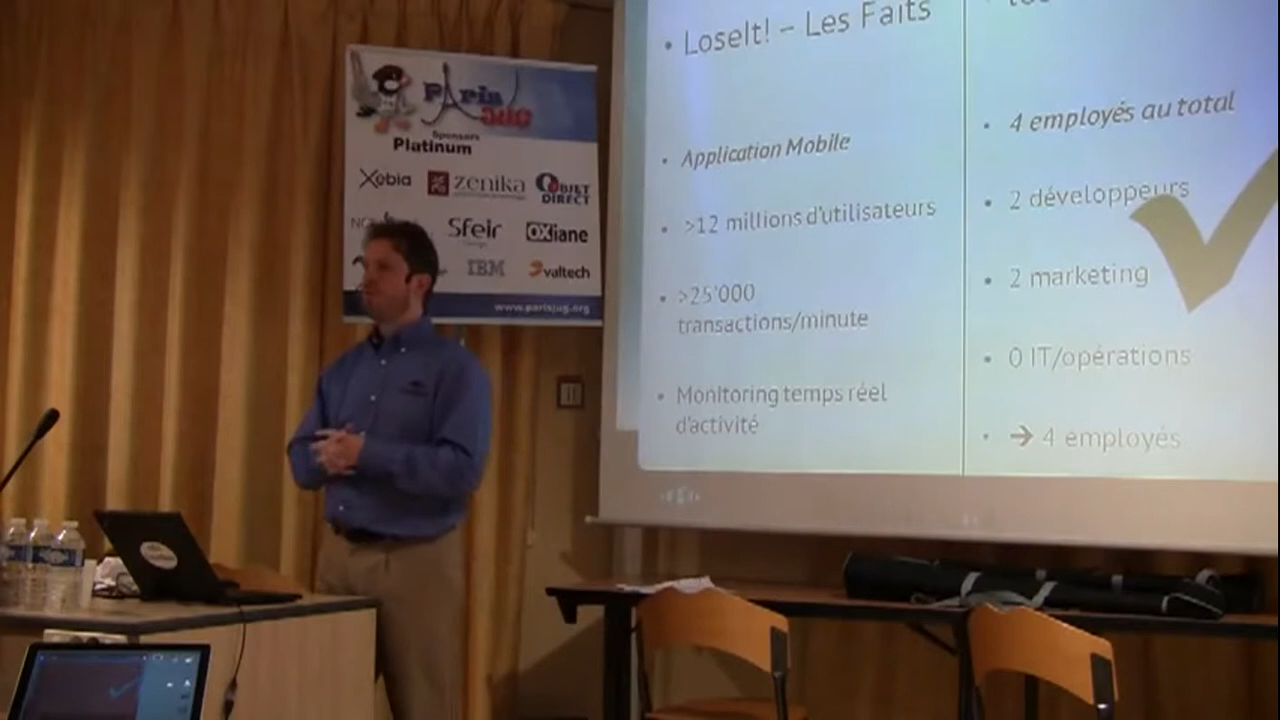 Paris
JUG
Sponsors
Platinum
Xebia
zenika
OBJET
DIRECT
Sfeir
OXiane
IBM
valtech
www.parisjug.org
• LoseIt! – Les Faits
• Application Mobile
• >12 millions d'utilisateurs
• >25'000
transactions/minute
• Monitoring temps réel
d'activité
• 4 employés au total
• 2 développeurs
• 2 marketing
• 0 IT/opérations
• → 4 employés